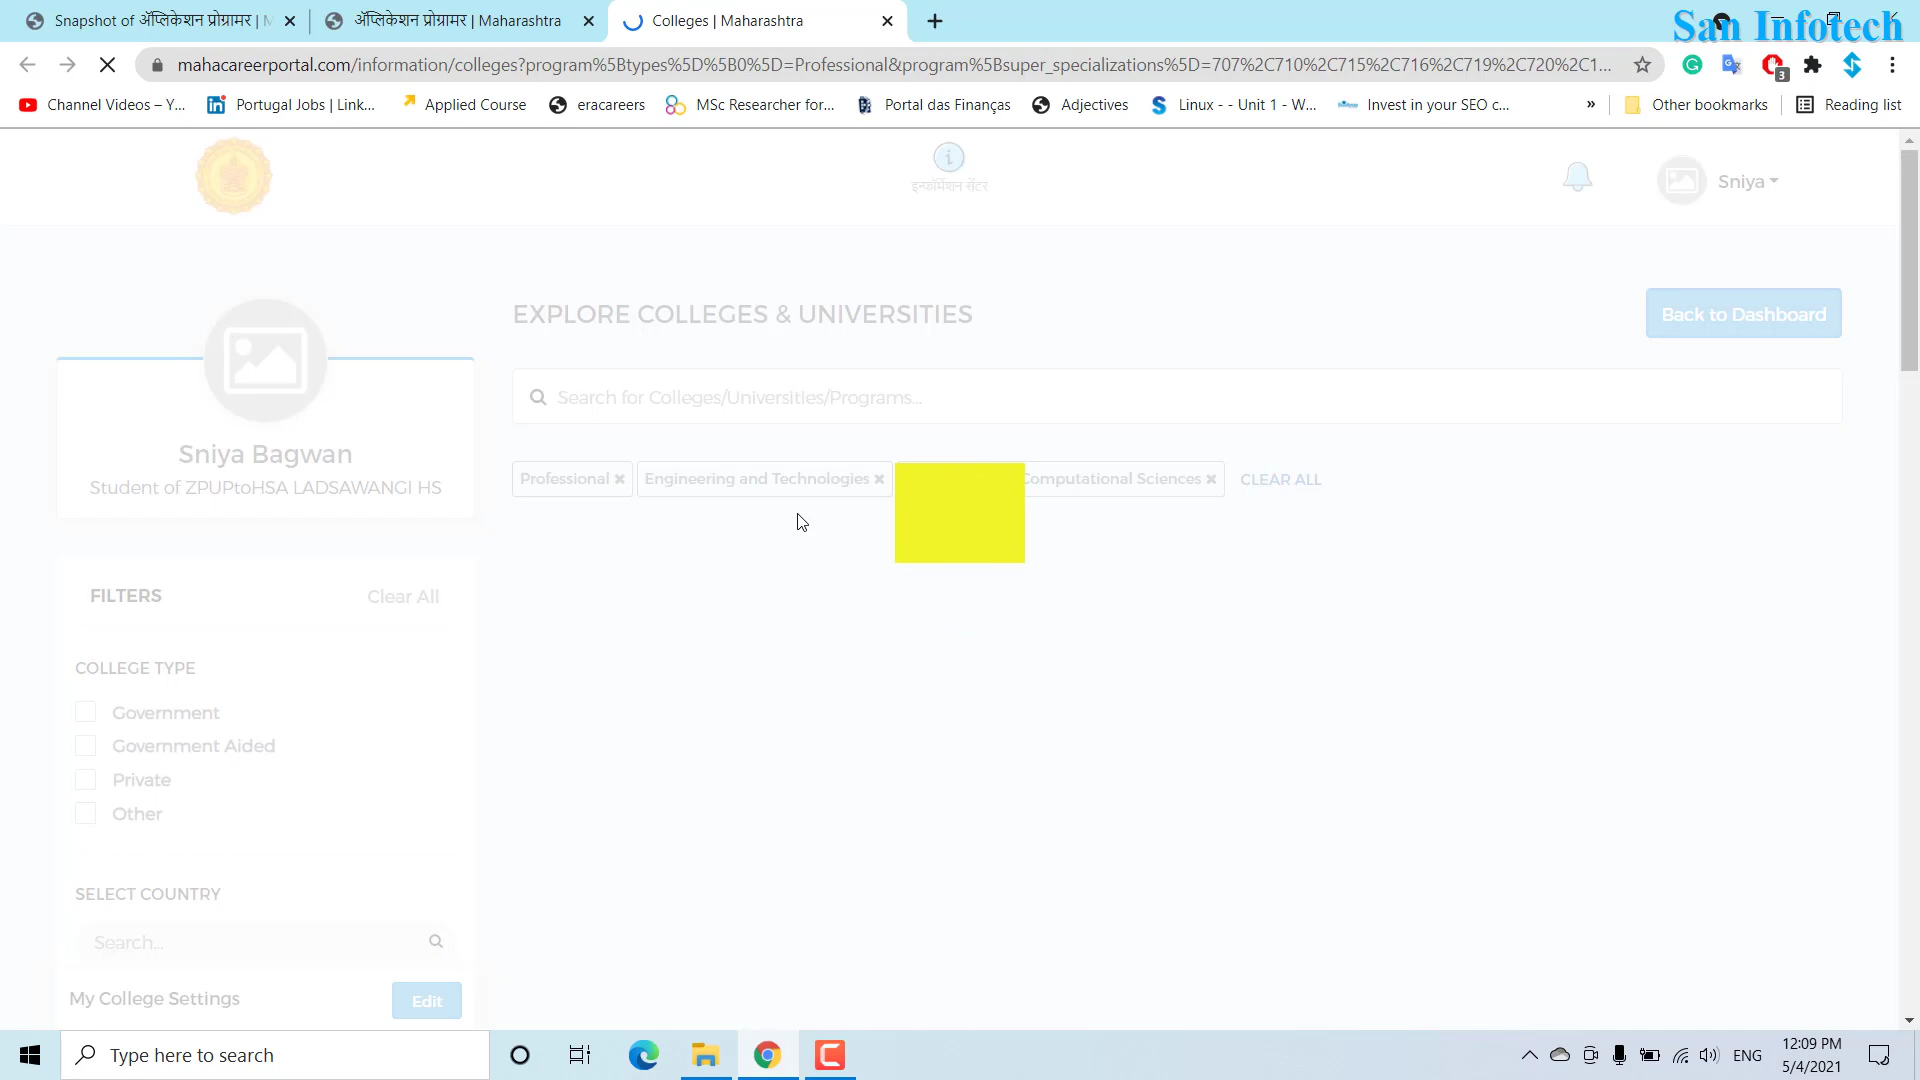 Snapshot of ॲप्लिकेशन प्रोग्रामर |
ॲप्लिकेशन प्रोग्रामर | Maharashtra
Colleges | Maharashtra
San Infotech
mahacareerportal.com/information/colleges?program%5Btypes%5D%5B0%5D=Professional&program%5Bsuper_specializations%5D=707%2C710%2C715%2C716%2C719%2C720%2C1...
3
Channel Videos – Y...
Portugal Jobs | Link...
Applied Course
eracareers
MSc Researcher for...
Portal das Finanças
Adjectives
Linux - - Unit 1 - W...
Invest in your SEO c...
»
Other bookmarks
Reading list
इन्फॉर्मेशन सेंटर
Sniya
EXPLORE COLLEGES & UNIVERSITIES
Back to Dashboard
Search for Colleges/Universities/Programs...
Sniya Bagwan
Student of ZPUPtoHSA LADSAWANGI HS
Professional ×
Engineering and Technologies ×
Computational Sciences ×
CLEAR ALL
FILTERS
Clear All
COLLEGE TYPE
Government
Government Aided
Private
Other
SELECT COUNTRY
Search...
My College Settings
Edit
Type here to search
ENG
12:09 PM
5/4/2021